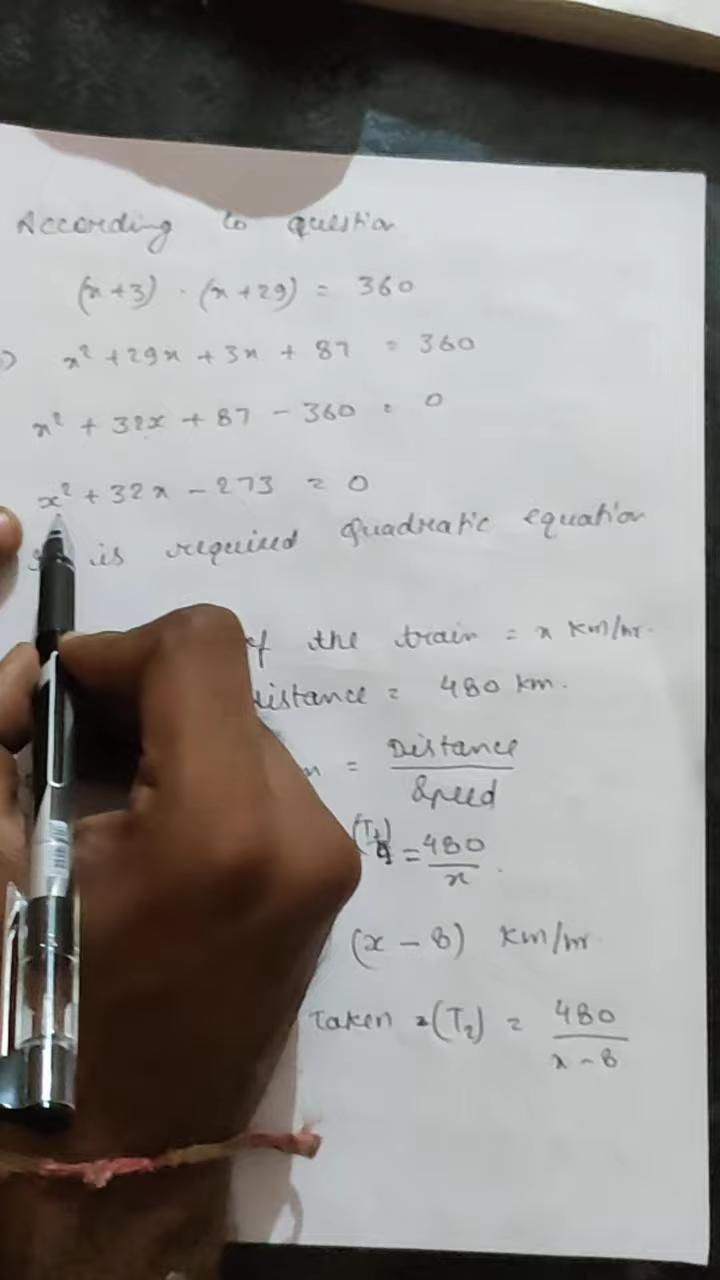 According to question
(x+3) · (x+29) = 360
x² + 29x + 3x + 87 = 360
x² + 32x + 87 - 360 = 0
x² + 32x - 273 = 0
is required quadratic equation
of the train = x Km/hr.
distance = 480 km.
= Distance / Speed
(T₁) = 480 / x.
(x - 8) Km/hr.
Taken = (T₂) = 480 / x - 8